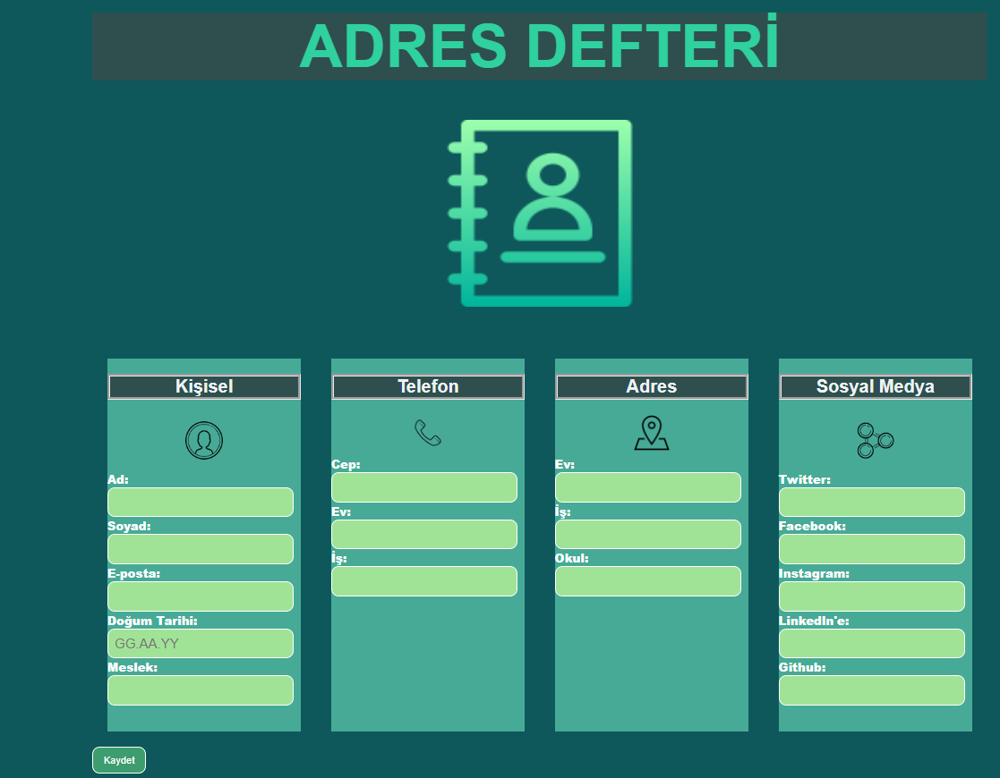 ADRES DEFTERİ
Kişisel
Ad:
Soyad:
E-posta:
Doğum Tarihi:
GG.AA.YY
Meslek:
Telefon
Cep:
Ev:
İş:
Adres
Ev:
İş:
Okul:
Sosyal Medya
Twitter:
Facebook:
Instagram:
LinkedIn'e:
Github:
Kaydet